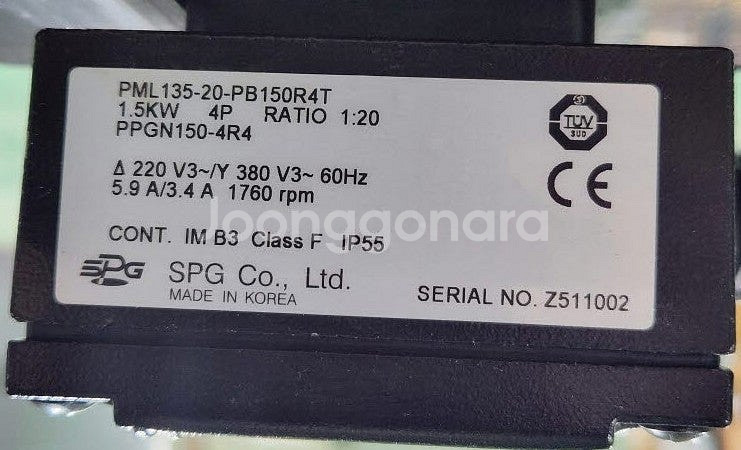 PML135-20-PB150R4T
1.5KW 4P RATIO 1:20
PPGN150-4R4
Δ 220 V3~/Y 380 V3~ 60Hz
5.9 A/3.4 A 1760 rpm
CONT. IM B3 Class F IP55
SPG SPG Co., Ltd.
MADE IN KOREA
SERIAL NO. Z511002
TÜV
SUD
CE
joonggonara